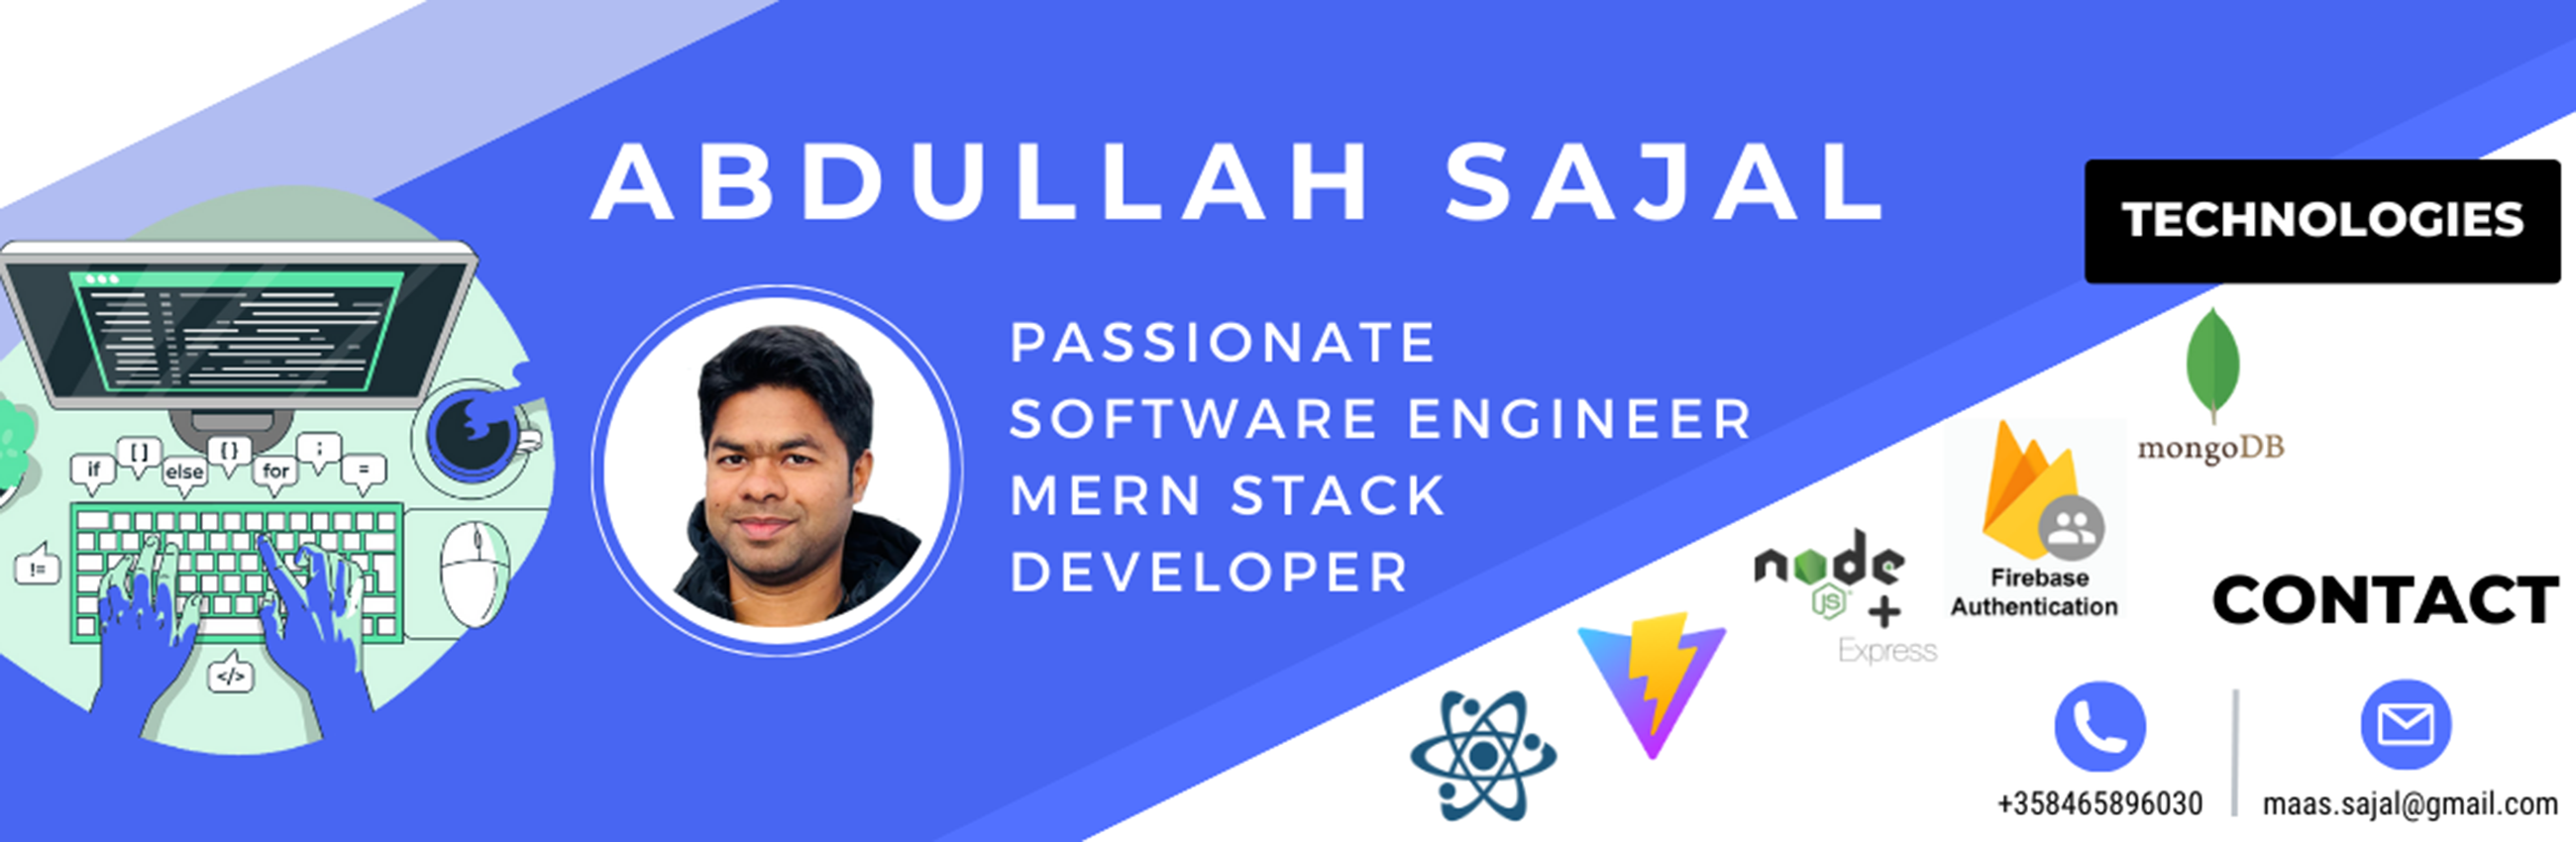 ABDULLAH SAJAL
PASSIONATE
SOFTWARE ENGINEER
MERN STACK
DEVELOPER
if
[ ]
else
{ }
for
;
=
!=
</>
TECHNOLOGIES
mongoDB
Firebase
Authentication
node
JS
+
Express
CONTACT
+358465896030
maas.sajal@gmail.com